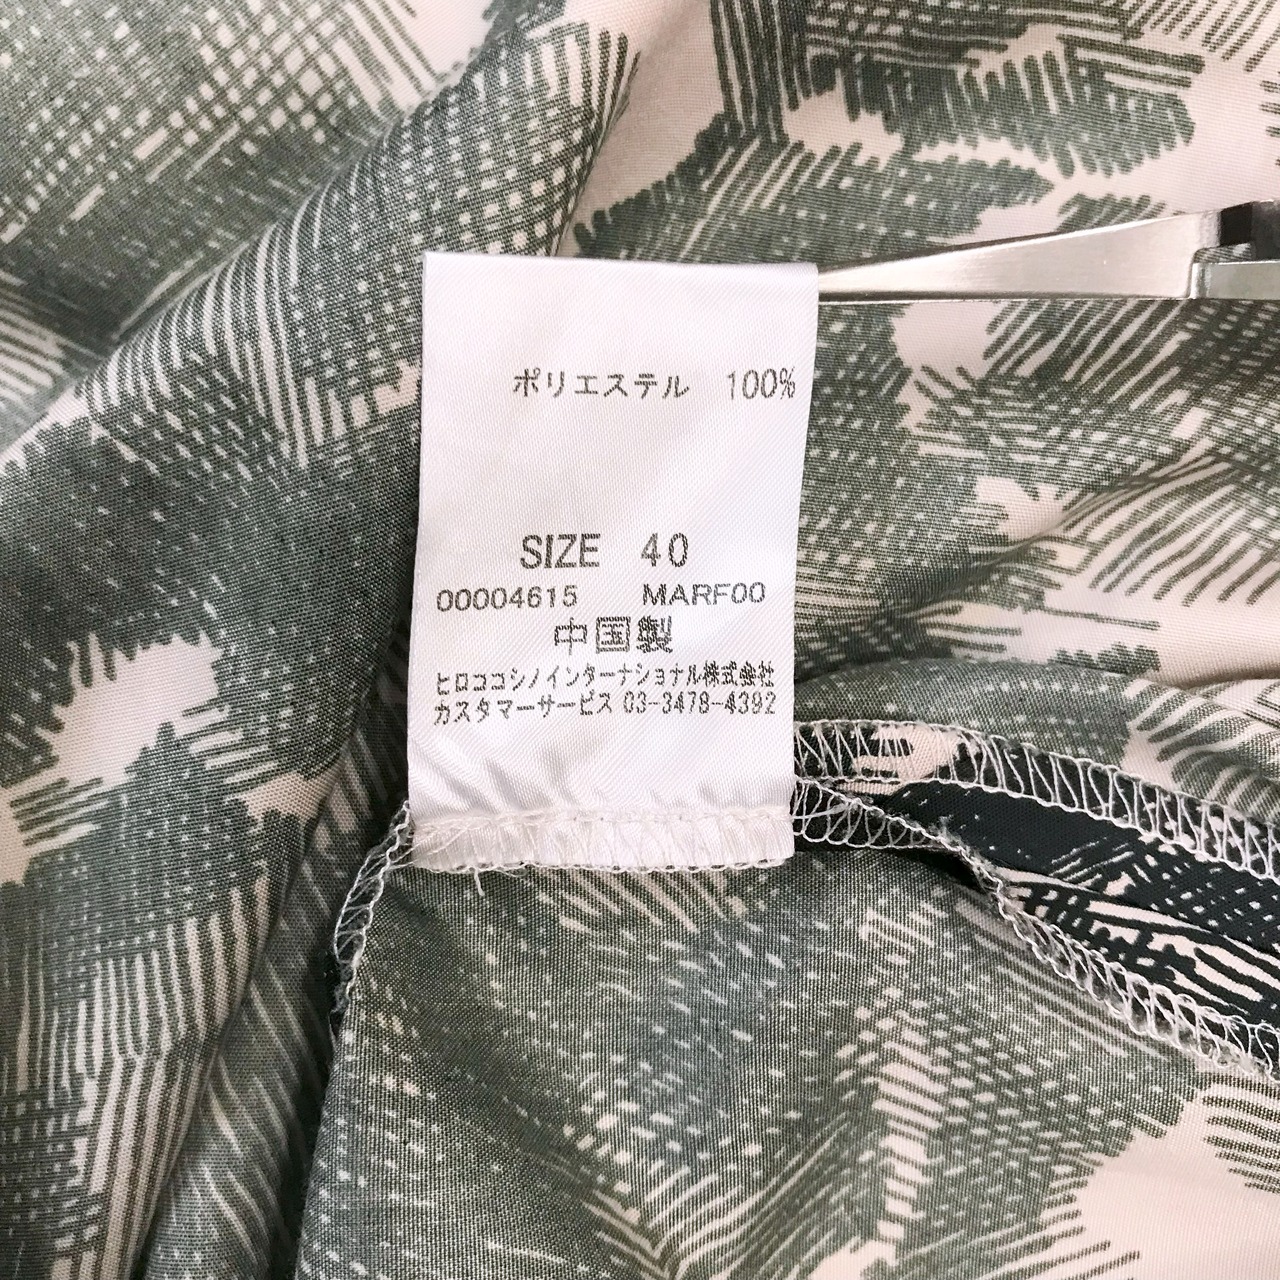 ポリエステル 100%
SIZE 40
00004615 MARF00
中国製
ヒロココシノインターナショナル株式会社
カスタマーサービス 03-3478-4392